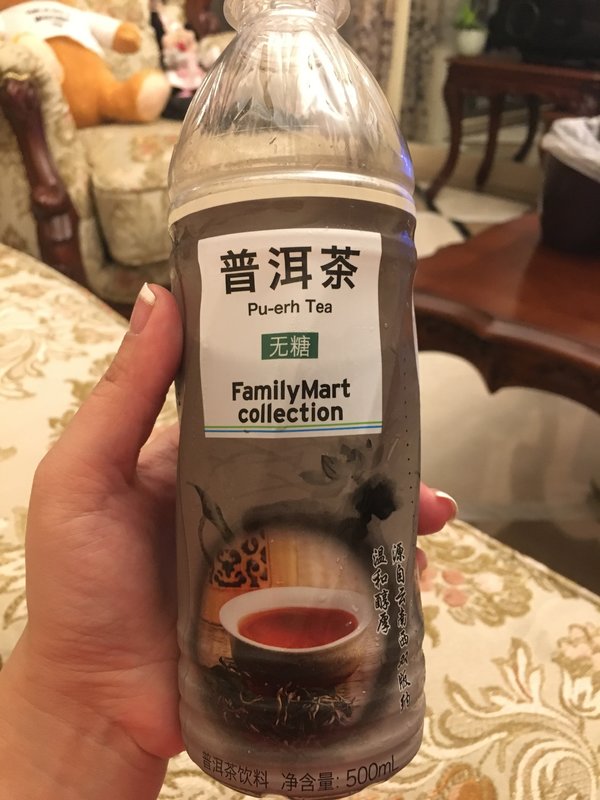 普洱茶
Pu-erh Tea
无糖
FamilyMart
collection
源自云南西双版纳
温和醇厚
普洱茶饮料 净含量: 500mL